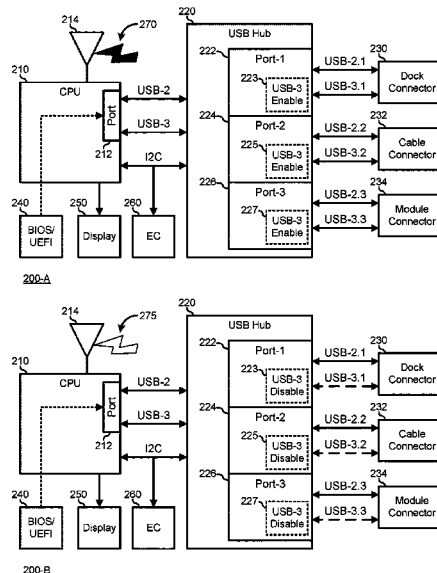 214
270
220
210
CPU
USB Hub
222
Port-1
223
USB-3
Enable
USB-2.1
USB-3.1
230
Dock
Connector
Port
212
USB-2
USB-3
224
Port-2
225
USB-3
Enable
USB-2.2
USB-3.2
232
Cable
Connector
I2C
226
Port-3
227
USB-3
Enable
USB-2.3
USB-3.3
234
Module
Connector
240
BIOS/
UEFI
250
Display
260
EC
200-A
214
275
220
210
CPU
USB Hub
222
Port-1
223
USB-3
Disable
USB-2.1
USB-3.1
230
Dock
Connector
Port
212
USB-2
USB-3
224
Port-2
225
USB-3
Disable
USB-2.2
USB-3.2
232
Cable
Connector
I2C
226
Port-3
227
USB-3
Disable
USB-2.3
USB-3.3
234
Module
Connector
240
BIOS/
UEFI
250
Display
260
EC
200-B